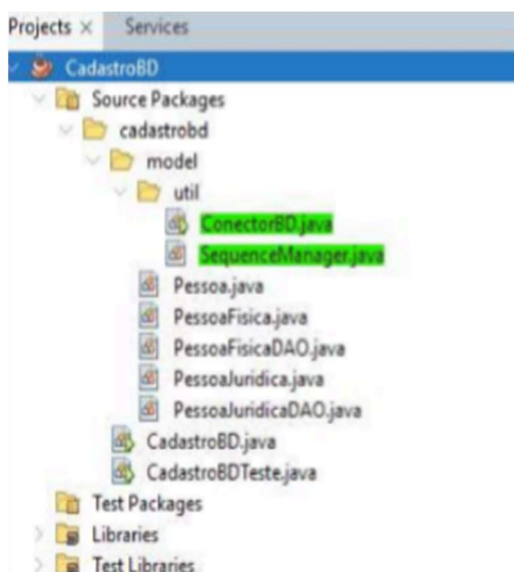 Projects × Services
CadastroBD
Source Packages
cadastrobd
model
util
ConectorBD.java
SequenceManager.java
Pessoa.java
PessoaFisica.java
PessoaFisicaDAO.java
PessoaJuridica.java
PessoaJuridicaDAO.java
CadastroBD.java
CadastroBDTeste.java
Test Packages
Libraries
Test Libraries